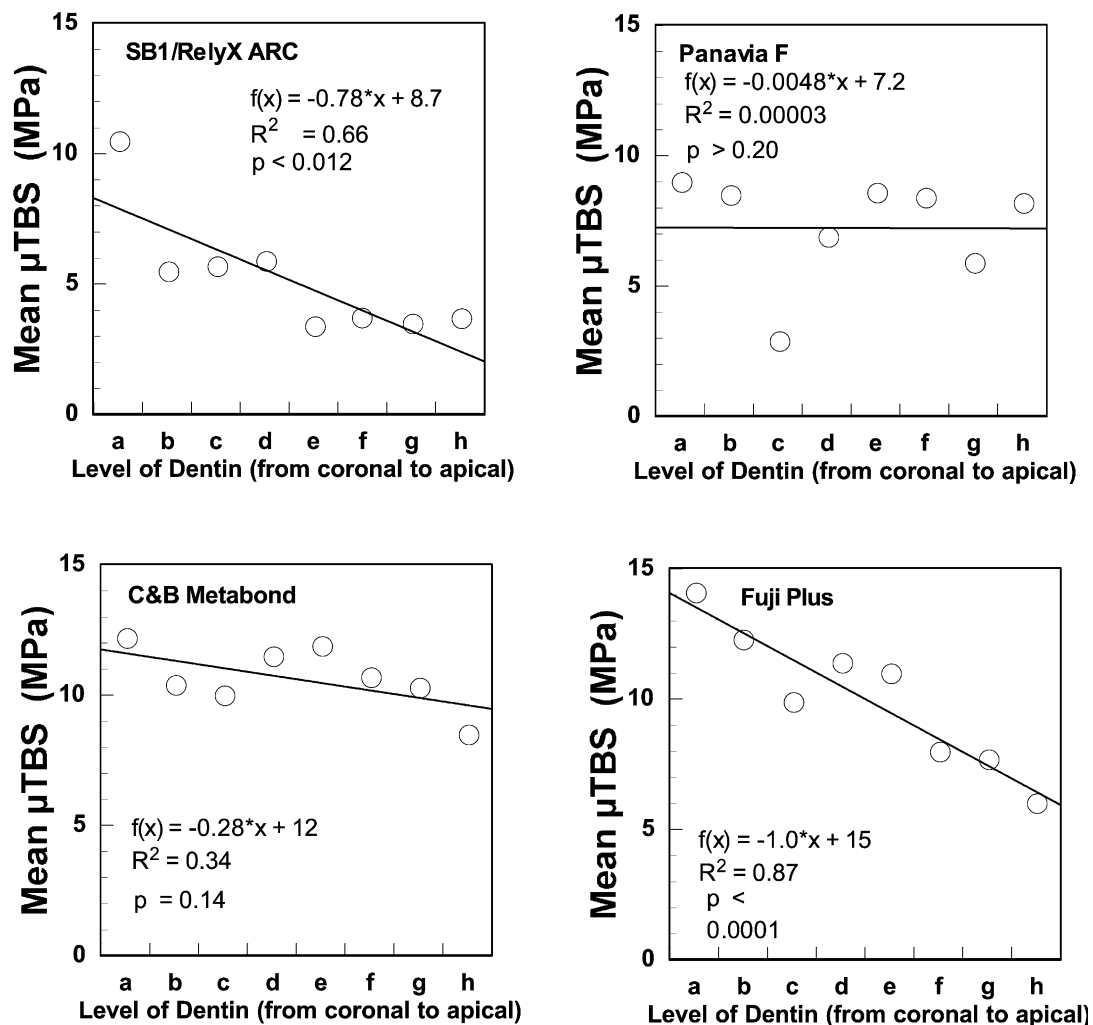 15
10
5
0
Mean µTBS (MPa)
SB1/RelyX ARC
f(x) = -0.78*x + 8.7
R² = 0.66
p < 0.012
a b c d e f g h
Level of Dentin (from coronal to apical)
15
10
5
0
Mean µTBS (MPa)
Panavia F
f(x) = -0.0048*x + 7.2
R² = 0.00003
p > 0.20
a b c d e f g h
Level of Dentin (from coronal to apical)
15
10
5
0
Mean µTBS (MPa)
C&B Metabond
f(x) = -0.28*x + 12
R² = 0.34
p = 0.14
a b c d e f g h
Level of Dentin (from coronal to apical)
15
10
5
0
Mean µTBS (MPa)
Fuji Plus
f(x) = -1.0*x + 15
R² = 0.87
p <
0.0001
a b c d e f g h
Level of Dentin (from coronal to apical)